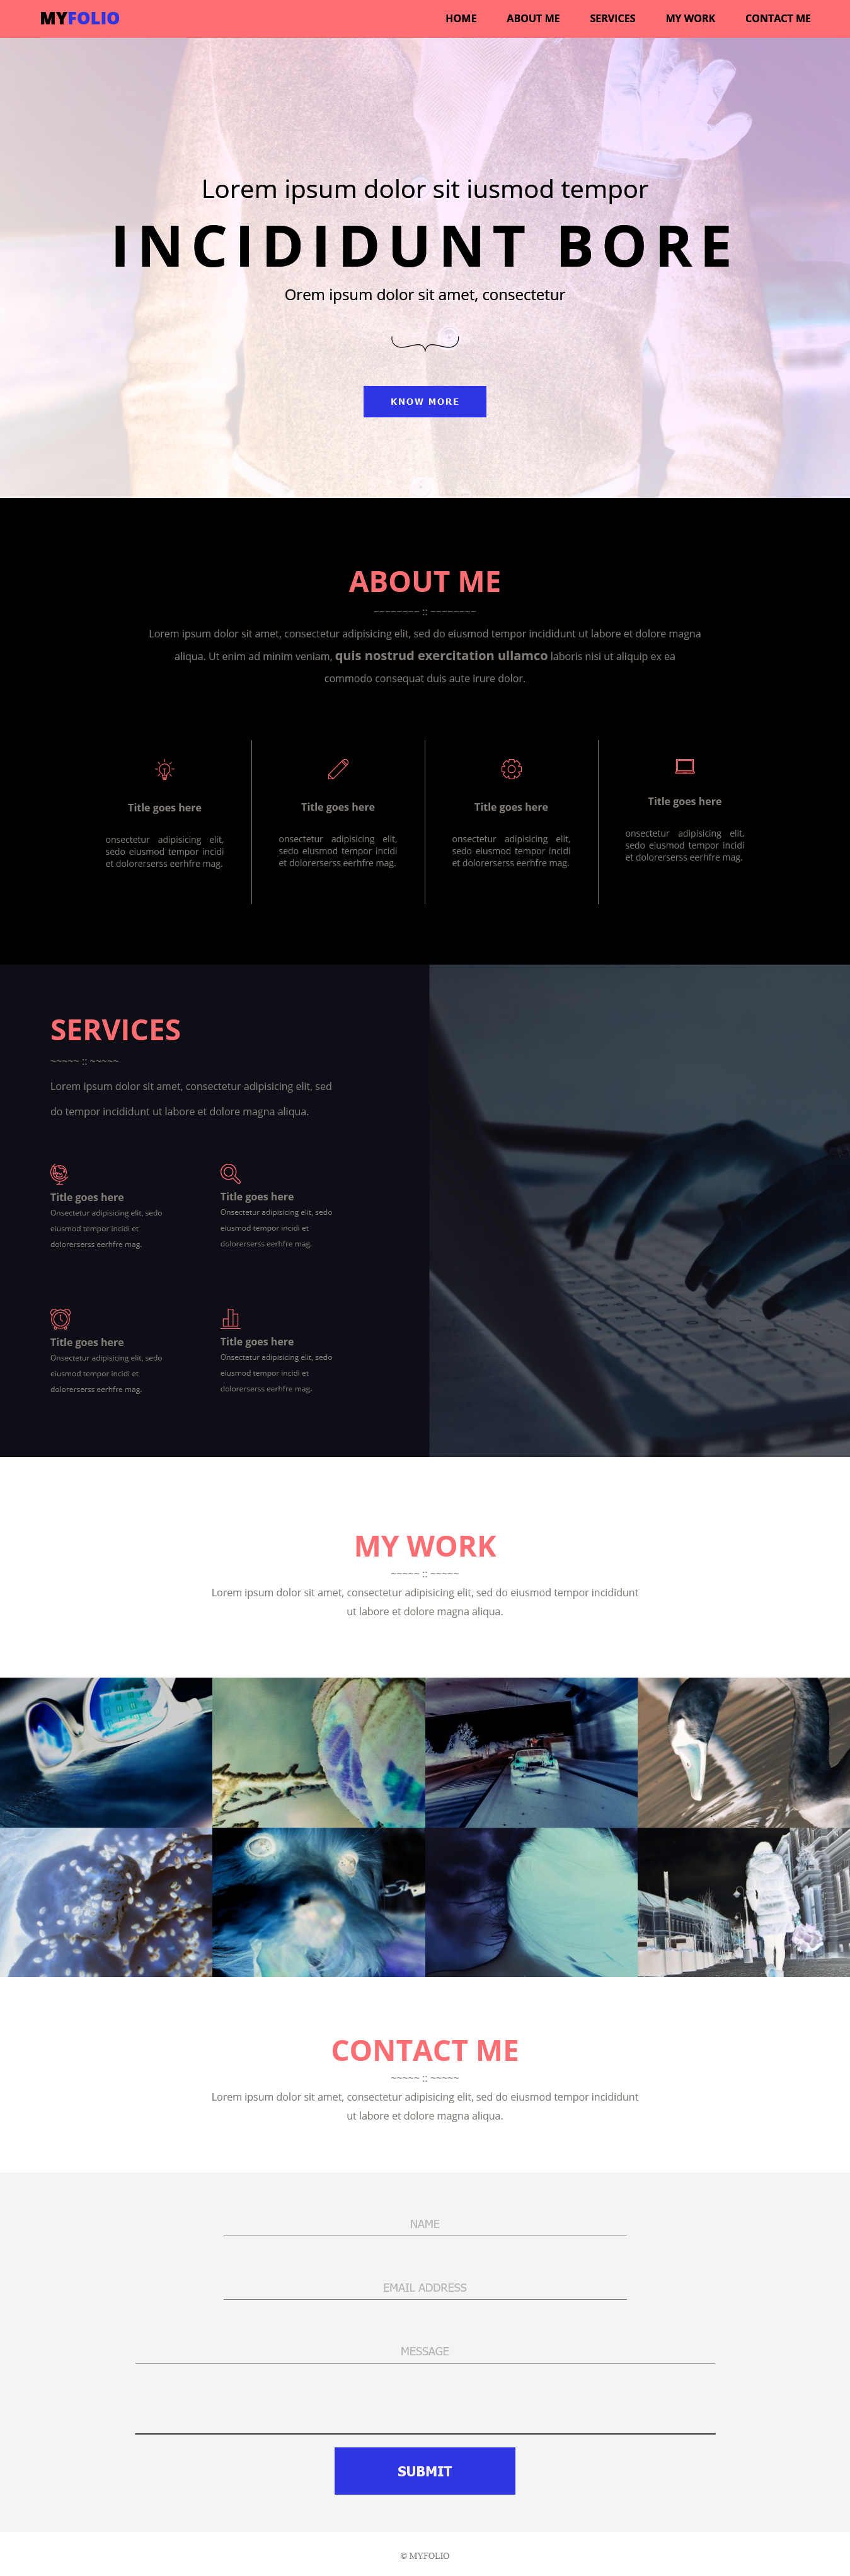 MYFOLIO
HOME ABOUT ME SERVICES MY WORK CONTACT ME
Lorem ipsum dolor sit iusmod tempor
INCIDIDUNT BORE
Orem ipsum dolor sit amet, consectetur
KNOW MORE
ABOUT ME
~~~~~~~~ :: ~~~~~~~~
Lorem ipsum dolor sit amet, consectetur adipisicing elit, sed do eiusmod tempor incididunt ut labore et dolore magna
aliqua. Ut enim ad minim veniam, quis nostrud exercitation ullamco laboris nisi ut aliquip ex ea
commodo consequat duis aute irure dolor.
Title goes here
onsectetur adipisicing elit,
sedo eiusmod tempor incidi
et dolorerserss eerhfre mag.
Title goes here
onsectetur adipisicing elit,
sedo eiusmod tempor incidi
et dolorerserss eerhfre mag.
Title goes here
onsectetur adipisicing elit,
sedo eiusmod tempor incidi
et dolorerserss eerhfre mag.
Title goes here
onsectetur adipisicing elit,
sedo eiusmod tempor incidi
et dolorerserss eerhfre mag.
SERVICES
~~~~~ :: ~~~~~
Lorem ipsum dolor sit amet, consectetur adipisicing elit, sed
do tempor incididunt ut labore et dolore magna aliqua.
Title goes here
Onsectetur adipisicing elit, sedo
eiusmod tempor incidi et
dolorerserss eerhfre mag.
Title goes here
Onsectetur adipisicing elit, sedo
eiusmod tempor incidi et
dolorerserss eerhfre mag.
Title goes here
Onsectetur adipisicing elit, sedo
eiusmod tempor incidi et
dolorerserss eerhfre mag.
Title goes here
Onsectetur adipisicing elit, sedo
eiusmod tempor incidi et
dolorerserss eerhfre mag.
MY WORK
~~~~~ :: ~~~~~
Lorem ipsum dolor sit amet, consectetur adipisicing elit, sed do eiusmod tempor incididunt
ut labore et dolore magna aliqua.
CONTACT ME
~~~~~ :: ~~~~~
Lorem ipsum dolor sit amet, consectetur adipisicing elit, sed do eiusmod tempor incididunt
ut labore et dolore magna aliqua.
NAME
EMAIL ADDRESS
MESSAGE
SUBMIT
© MYFOLIO